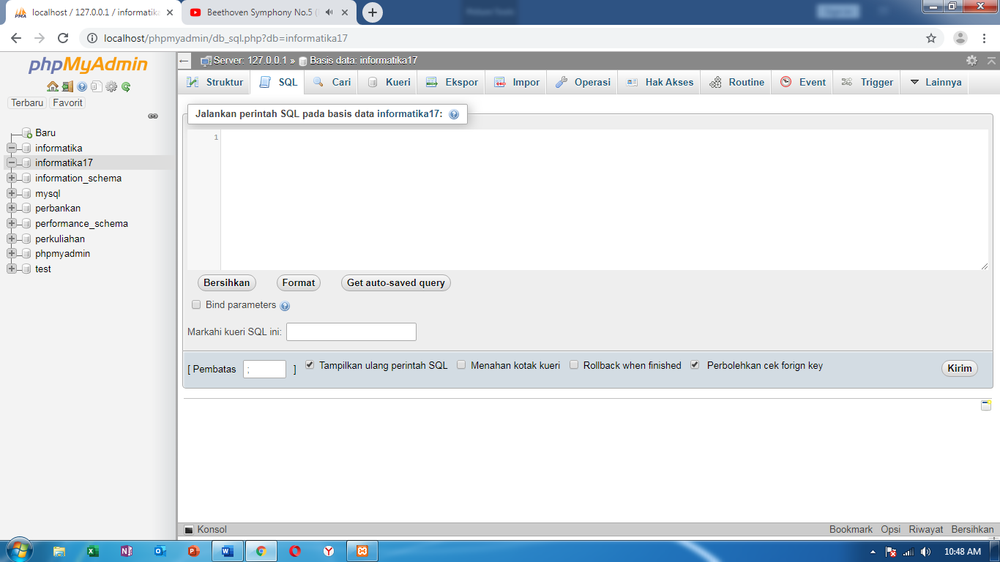 localhost / 127.0.0.1 / informatika
Beethoven Symphony No.5 (
localhost/phpmyadmin/db_sql.php?db=informatika17
phpMyAdmin
Terbaru Favorit
Baru
informatika
informatika17
information_schema
mysql
perbankan
performance_schema
perkuliahan
phpmyadmin
test
Server: 127.0.0.1 » Basis data: informatika17
Struktur SQL Cari Kueri Ekspor Impor Operasi Hak Akses Routine Event Trigger Lainnya
Jalankan perintah SQL pada basis data informatika17:
1
Bersihkan Format Get auto-saved query
Bind parameters
Markahi kueri SQL ini:
[ Pembatas ; ] Tampilkan ulang perintah SQL Menahan kotak kueri Rollback when finished Perbolehkan cek forign key Kirim
Konsol Bookmark Opsi Riwayat Bersihkan
10:48 AM